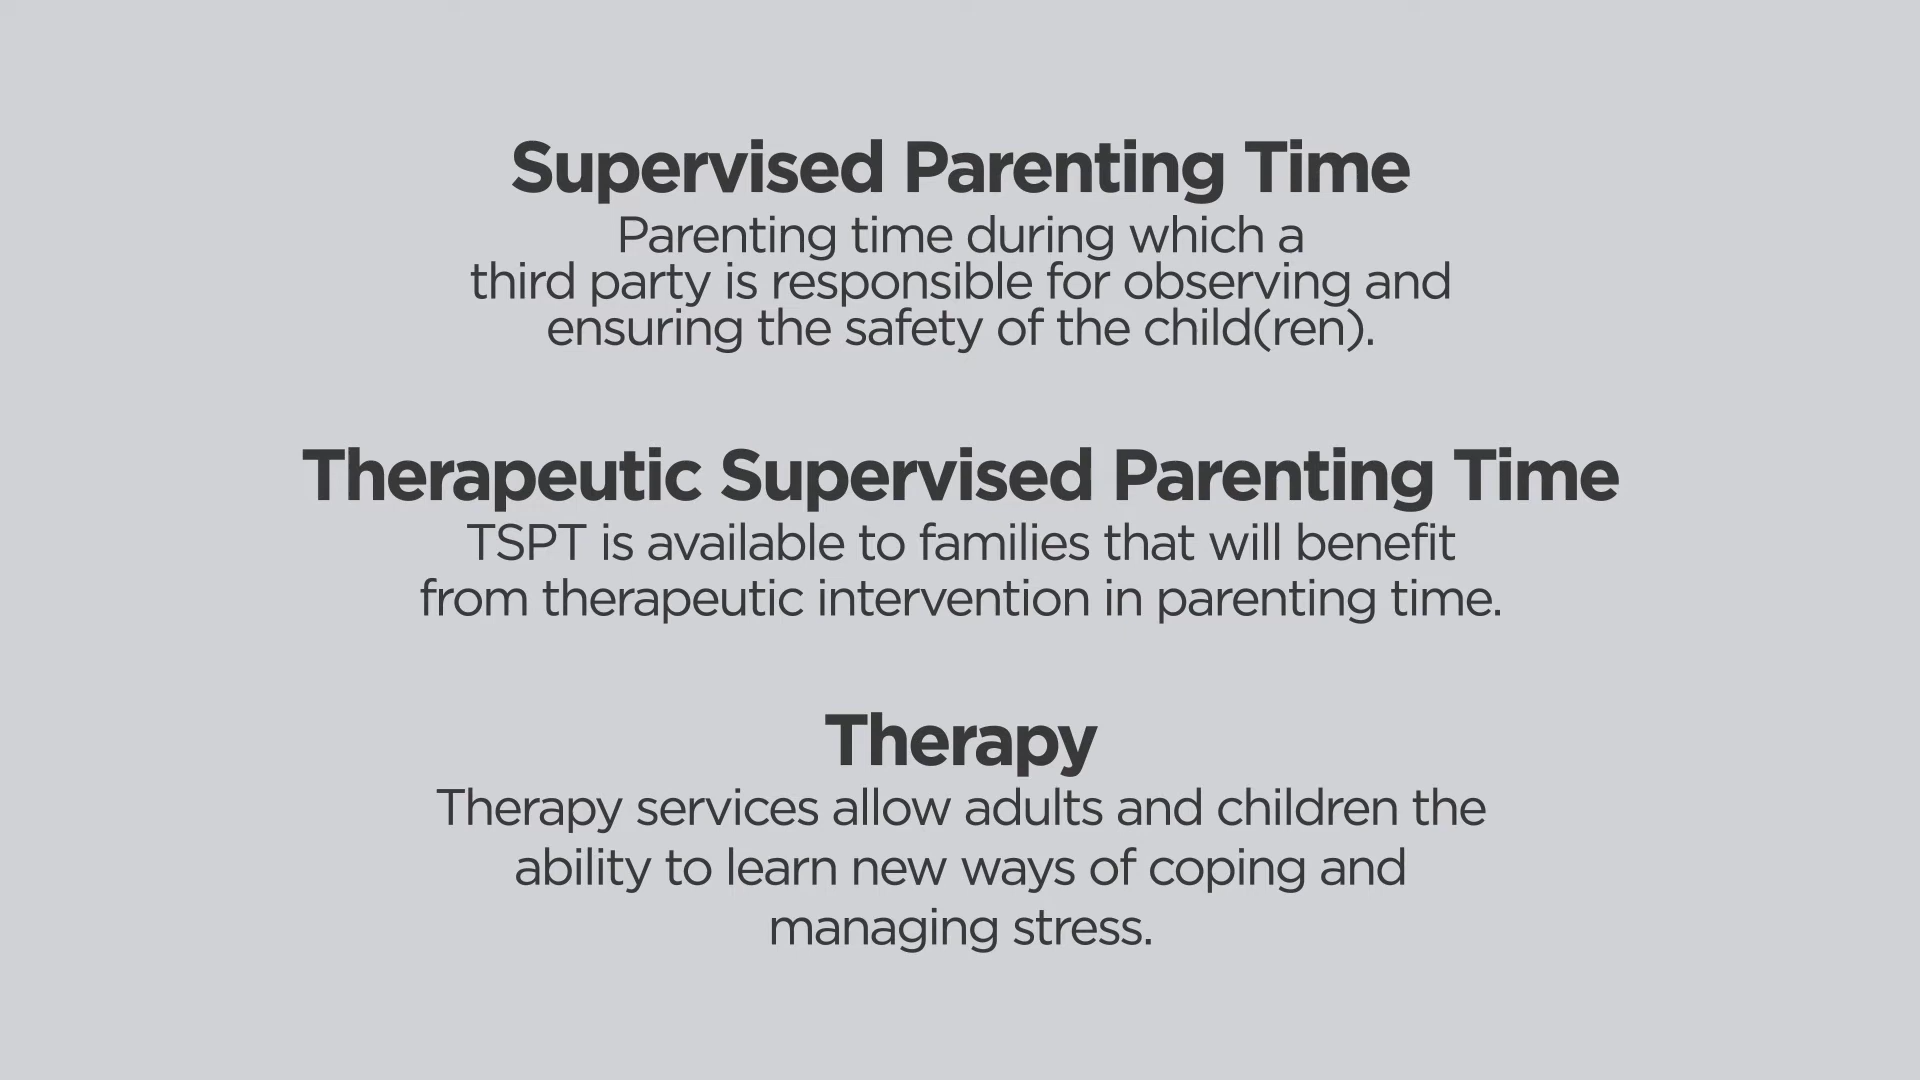 Supervised Parenting Time
Parenting time during which a
third party is responsible for observing and
ensuring the safety of the child(ren).
Therapeutic Supervised Parenting Time
TSPT is available to families that will benefit
from therapeutic intervention in parenting time.
Therapy
Therapy services allow adults and children the
ability to learn new ways of coping and
managing stress.